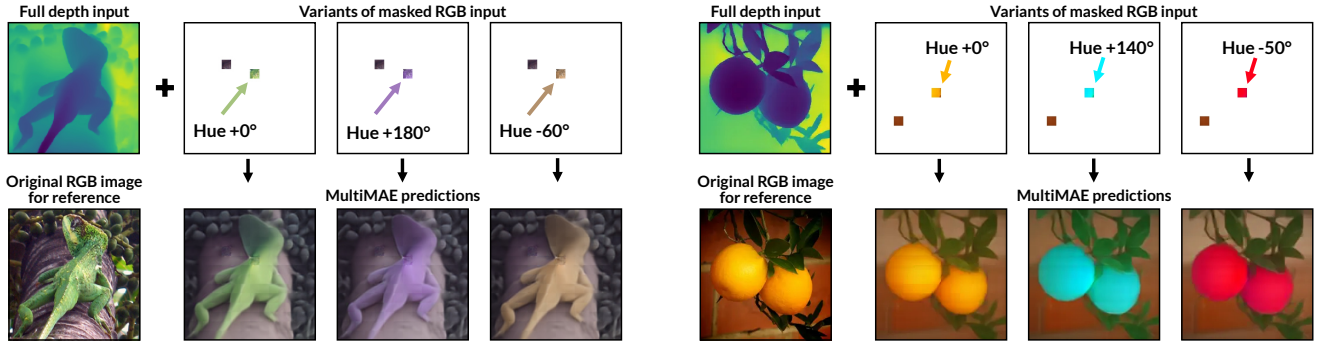 Full depth input
Variants of masked RGB input
+
Hue +0°
Hue +180°
Hue -60°
Original RGB image
for reference
MultiMAE predictions
Full depth input
Variants of masked RGB input
+
Hue +0°
Hue +140°
Hue -50°
Original RGB image
for reference
MultiMAE predictions